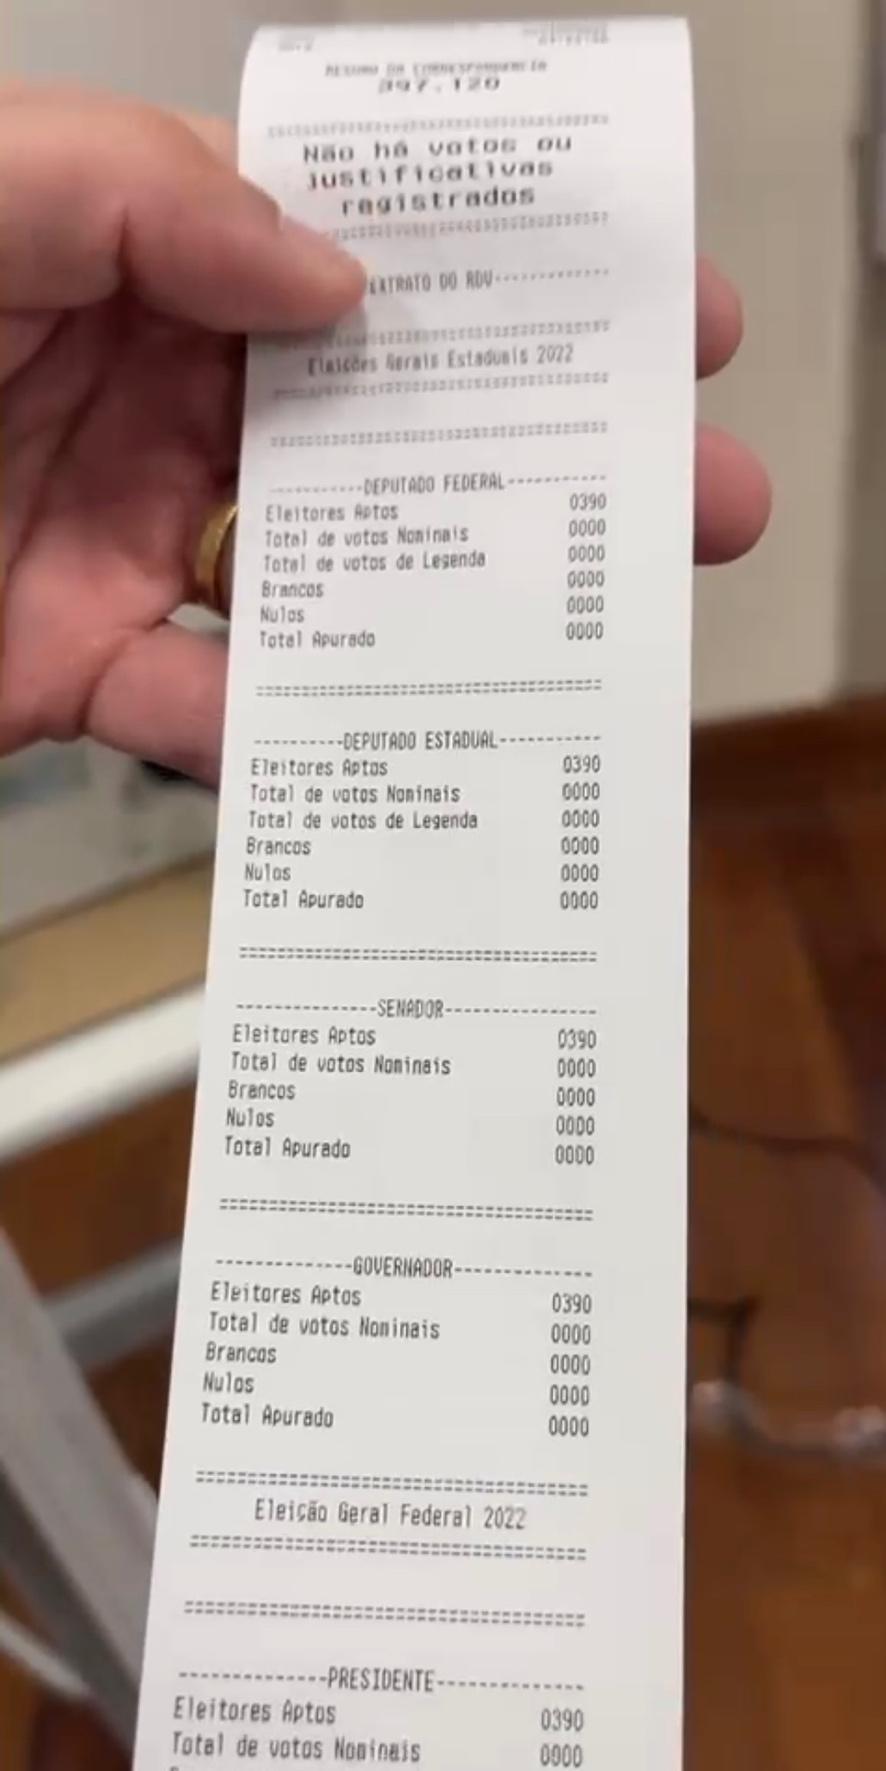 RESUMO DA CORRESPONDÊNCIA
397.120
================================
Não há votos ou
justificativas
registrados
================================
EXTRATO DO RDV-------------
================================
Eleições Gerais Estaduais 2022
================================
================================
-----------DEPUTADO FEDERAL-----------
Eleitores Aptos 0390
Total de votos Nominais 0000
Total de votos de Legenda 0000
Brancos 0000
Nulos 0000
Total Apurado 0000
================================
----------DEPUTADO ESTADUAL-----------
Eleitores Aptos 0390
Total de votos Nominais 0000
Total de votos de Legenda 0000
Brancos 0000
Nulos 0000
Total Apurado 0000
================================
---------------SENADOR----------------
Eleitores Aptos 0390
Total de votos Nominais 0000
Brancos 0000
Nulos 0000
Total Apurado 0000
================================
--------------GOVERNADOR--------------
Eleitores Aptos 0390
Total de votos Nominais 0000
Brancos 0000
Nulos 0000
Total Apurado 0000
================================
Eleição Geral Federal 2022
================================
================================
--------------PRESIDENTE--------------
Eleitores Aptos 0390
Total de votos Nominais 0000